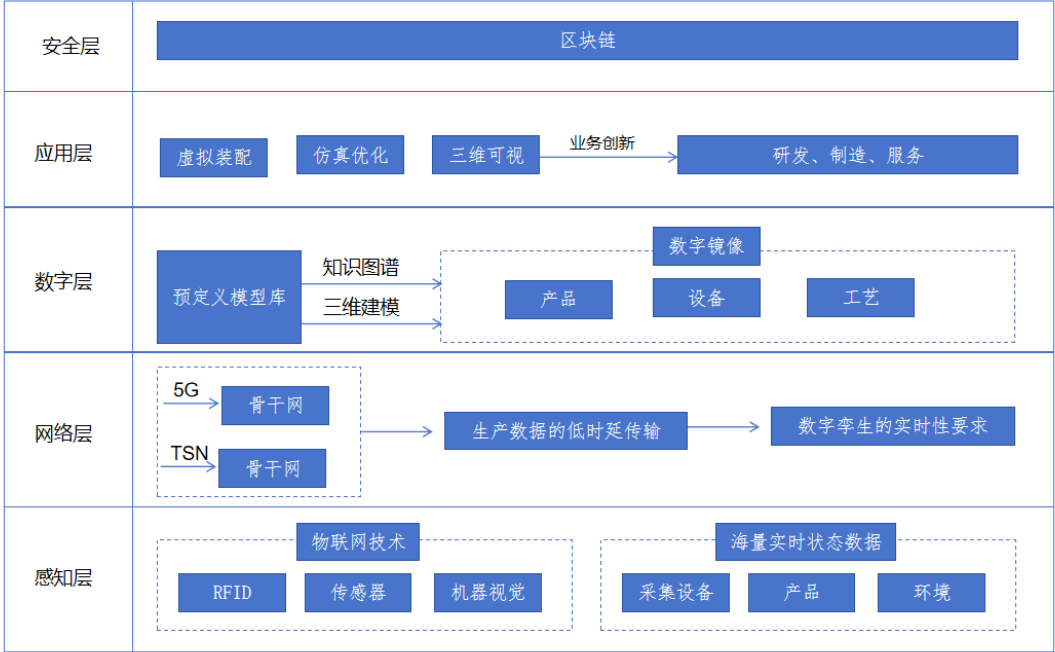 安全层
区块链
应用层
虚拟装配
仿真优化
三维可视
业务创新
研发、制造、服务
数字层
预定义模型库
知识图谱
三维建模
数字镜像
产品
设备
工艺
网络层
5G
骨干网
TSN
骨干网
生产数据的低时延传输
数字孪生的实时性要求
感知层
物联网技术
RFID
传感器
机器视觉
海量实时状态数据
采集设备
产品
环境